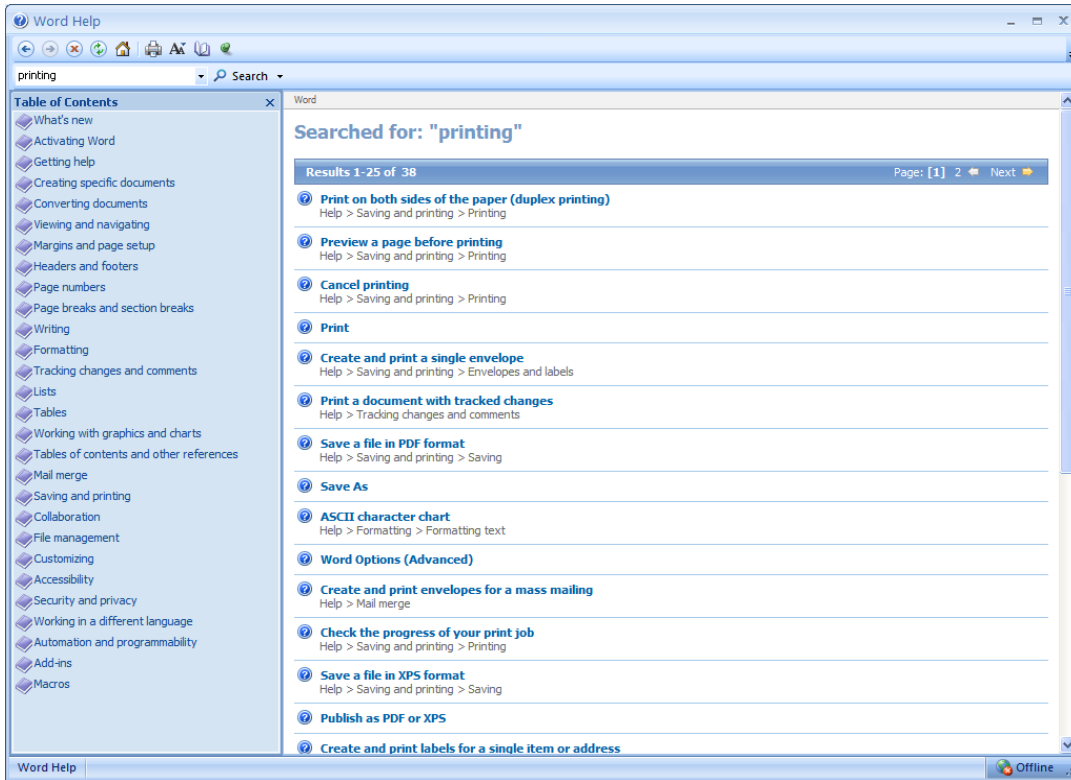 Word Help
printing
Search
Table of Contents
What's new
Activating Word
Getting help
Creating specific documents
Converting documents
Viewing and navigating
Margins and page setup
Headers and footers
Page numbers
Page breaks and section breaks
Writing
Formatting
Tracking changes and comments
Lists
Tables
Working with graphics and charts
Tables of contents and other references
Mail merge
Saving and printing
Collaboration
File management
Customizing
Accessibility
Security and privacy
Working in a different language
Automation and programmability
Add-ins
Macros
Word
Searched for: "printing"
Results 1-25 of 38 Page: [1] 2 Next
Print on both sides of the paper (duplex printing)
Help > Saving and printing > Printing
Preview a page before printing
Help > Saving and printing > Printing
Cancel printing
Help > Saving and printing > Printing
Print
Create and print a single envelope
Help > Saving and printing > Envelopes and labels
Print a document with tracked changes
Help > Tracking changes and comments
Save a file in PDF format
Help > Saving and printing > Saving
Save As
ASCII character chart
Help > Formatting > Formatting text
Word Options (Advanced)
Create and print envelopes for a mass mailing
Help > Mail merge
Check the progress of your print job
Help > Saving and printing > Printing
Save a file in XPS format
Help > Saving and printing > Saving
Publish as PDF or XPS
Create and print labels for a single item or address
Word Help
Offline